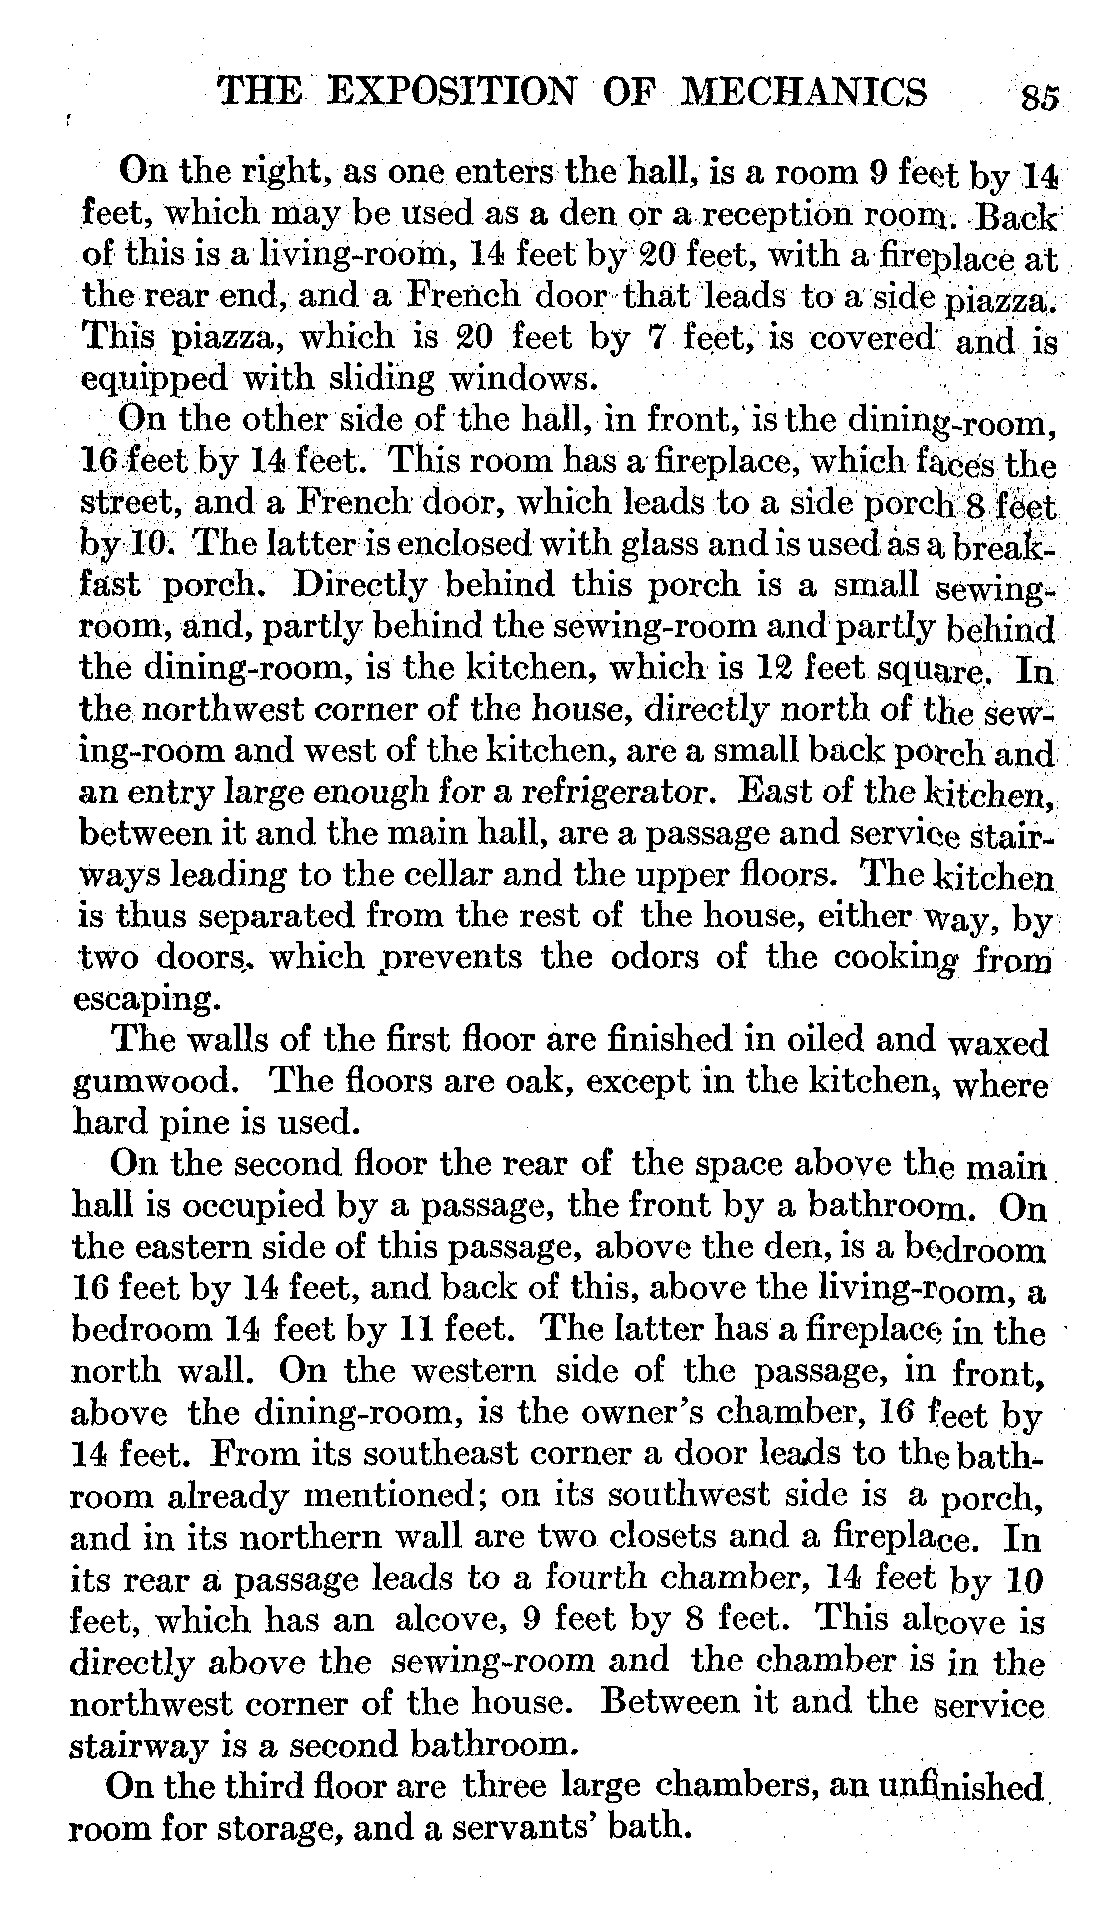 THE EXPOSITION OF MECHANICS 85
On the right, as one enters the hall, is a room 9 feet by 14
feet, which may be used as a den or a reception room. Back
of this is a living-room, 14 feet by 20 feet, with a fireplace at
the rear end, and a French door that leads to a side piazza.
This piazza, which is 20 feet by 7 feet, is covered and is
equipped with sliding windows.
On the other side of the hall, in front, is the dining-room,
16 feet by 14 feet. This room has a fireplace, which faces the
street, and a French door, which leads to a side porch 8 feet
by 10. The latter is enclosed with glass and is used as a break-
fast porch. Directly behind this porch is a small sewing-
room, and, partly behind the sewing-room and partly behind
the dining-room, is the kitchen, which is 12 feet square. In
the northwest corner of the house, directly north of the sew-
ing-room and west of the kitchen, are a small back porch and
an entry large enough for a refrigerator. East of the kitchen,
between it and the main hall, are a passage and service stair-
ways leading to the cellar and the upper floors. The kitchen
is thus separated from the rest of the house, either way, by
two doors, which prevents the odors of the cooking from
escaping.
The walls of the first floor are finished in oiled and waxed
gumwood. The floors are oak, except in the kitchen, where
hard pine is used.
On the second floor the rear of the space above the main
hall is occupied by a passage, the front by a bathroom. On
the eastern side of this passage, above the den, is a bedroom
16 feet by 14 feet, and back of this, above the living-room, a
bedroom 14 feet by 11 feet. The latter has a fireplace in the
north wall. On the western side of the passage, in front,
above the dining-room, is the owner's chamber, 16 feet by
14 feet. From its southeast corner a door leads to the bath-
room already mentioned; on its southwest side is a porch,
and in its northern wall are two closets and a fireplace. In
its rear a passage leads to a fourth chamber, 14 feet by 10
feet, which has an alcove, 9 feet by 8 feet. This alcove is
directly above the sewing-room and the chamber is in the
northwest corner of the house. Between it and the service
stairway is a second bathroom.
On the third floor are three large chambers, an unfinished
room for storage, and a servants' bath.